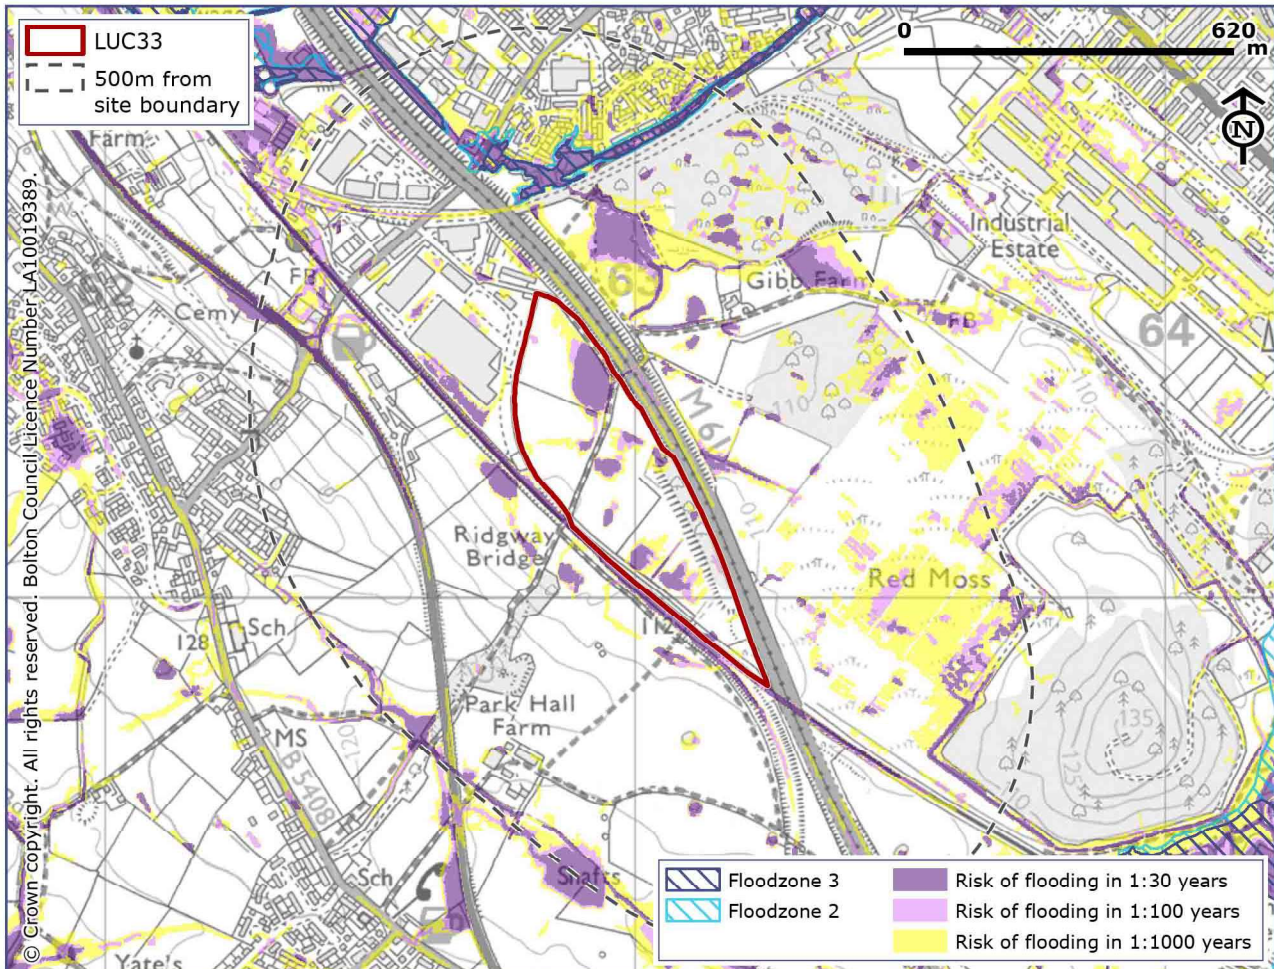 LUC33
500m from
site boundary
0
620
m
N
Farm
© Crown copyright. All rights reserved. Bolton Council Licence Number LA10019389.
Industrial
Estate
Cemy
FB
63
Gibb Farm
FB
64
110
110
M61
Ridgway
Bridge
Red Moss
128
Sch
112
Park Hall
Farm
MS
B 5408
120
135
125
Sch
Shafts
Yate's
Floodzone 3
Floodzone 2
Risk of flooding in 1:30 years
Risk of flooding in 1:100 years
Risk of flooding in 1:1000 years